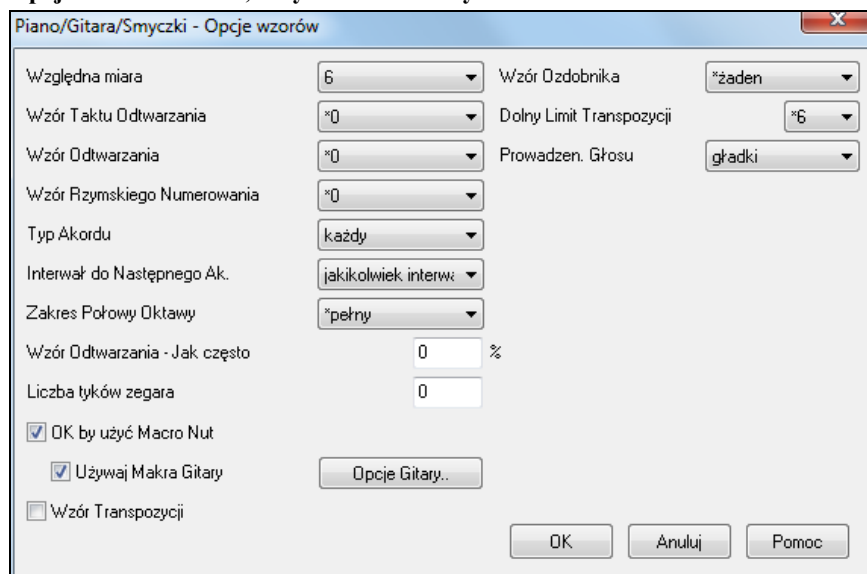 Piano/Gitara/Smyczki - Opcje wzorów
Względna miara 6 Wzór Ozdobnika *żaden
Wzór Taktu Odtwarzania *0 Dolny Limit Transpozycji *6
Wzór Odtwarzania *0 Prowadzen. Głosu gładki
Wzór Rzymskiego Numerowania *0
Typ Akordu każdy
Interwał do Następnego Ak. jakikolwiek interwa
Zakres Połowy Oktawy *pełny
Wzór Odtwarzania - Jak często 0 %
Liczba tyków zegara 0
OK by użyć Macro Nut
Używaj Makra Gitary Opcje Gitary..
Wzór Transpozycji
OK Anuluj Pomoc